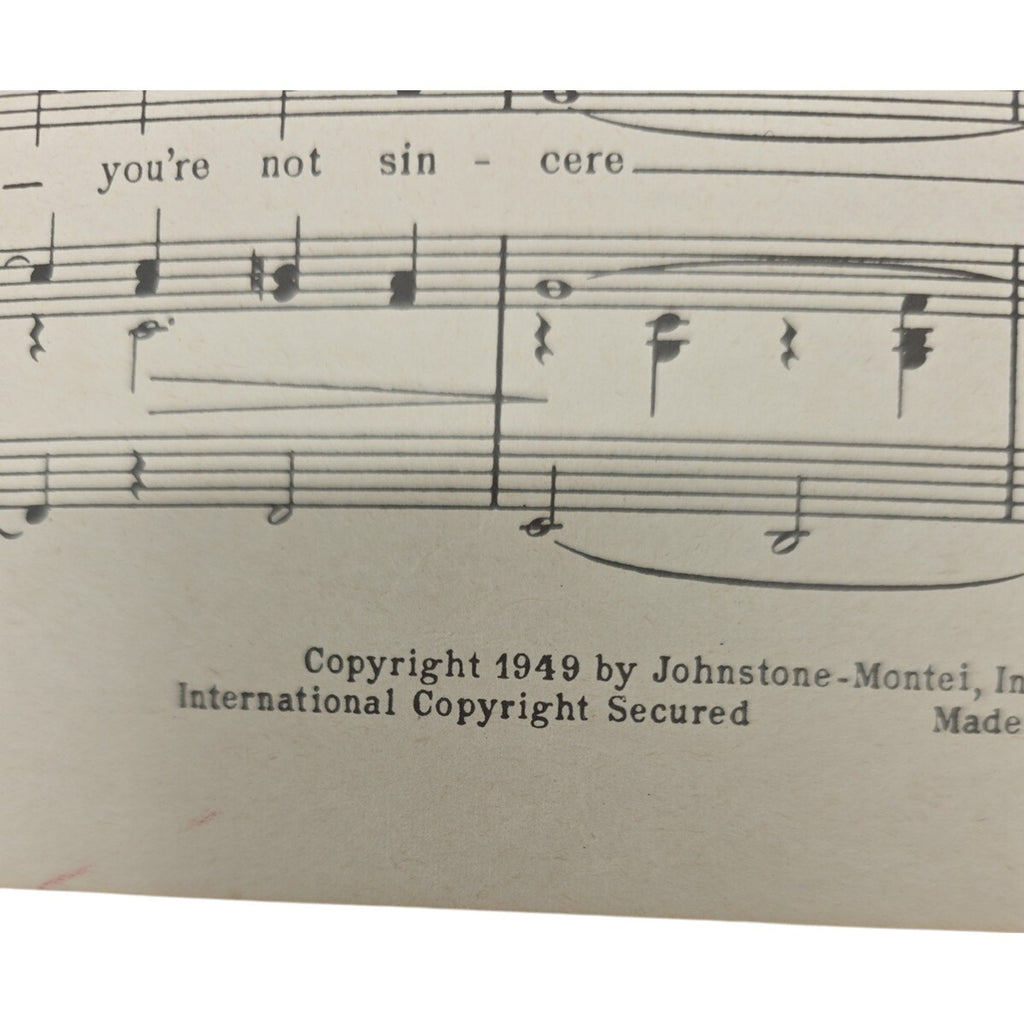 you're not sin - cere
Copyright 1949 by Johnstone-Montei, In
International Copyright Secured Made